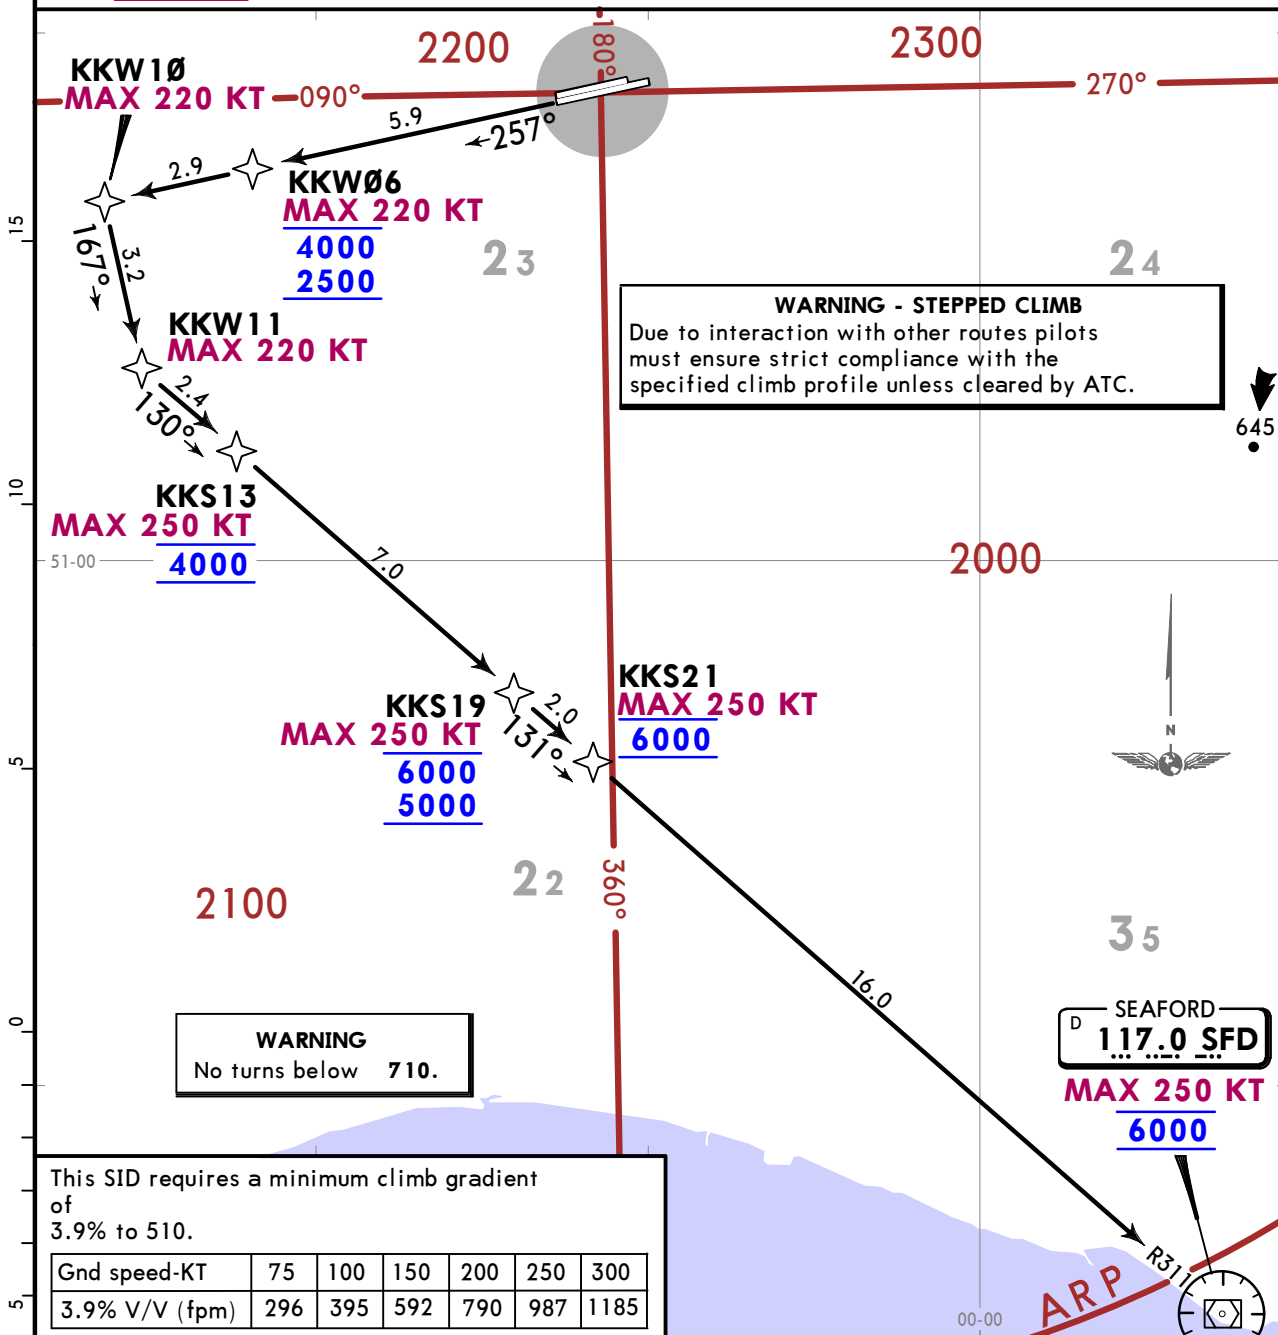 2200
180°
2300
KKW1Ø
MAX 220 KT
090°
270°
5.9
257°
2.9
KKWØ6
MAX 220 KT
4000
2500
15
167°
3.2
23
24
WARNING - STEPPED CLIMB
Due to interaction with other routes pilots
must ensure strict compliance with the
specified climb profile unless cleared by ATC.
KKW11
MAX 220 KT
2.4
130°
645
KKS13
MAX 250 KT
4000
10
51-00
7.0
2000
KKS21
MAX 250 KT
6000
KKS19
MAX 250 KT
6000
5000
2.0
131°
N
5
22
360°
2100
35
16.0
0
WARNING
No turns below 710.
SEAFORD
D 117.0 SFD
MAX 250 KT
6000
This SID requires a minimum climb gradient
of
3.9% to 510.
Gnd speed-KT 75 100 150 200 250 300
3.9% V/V (fpm) 296 395 592 790 987 1185
R311
ARP
5
00-00